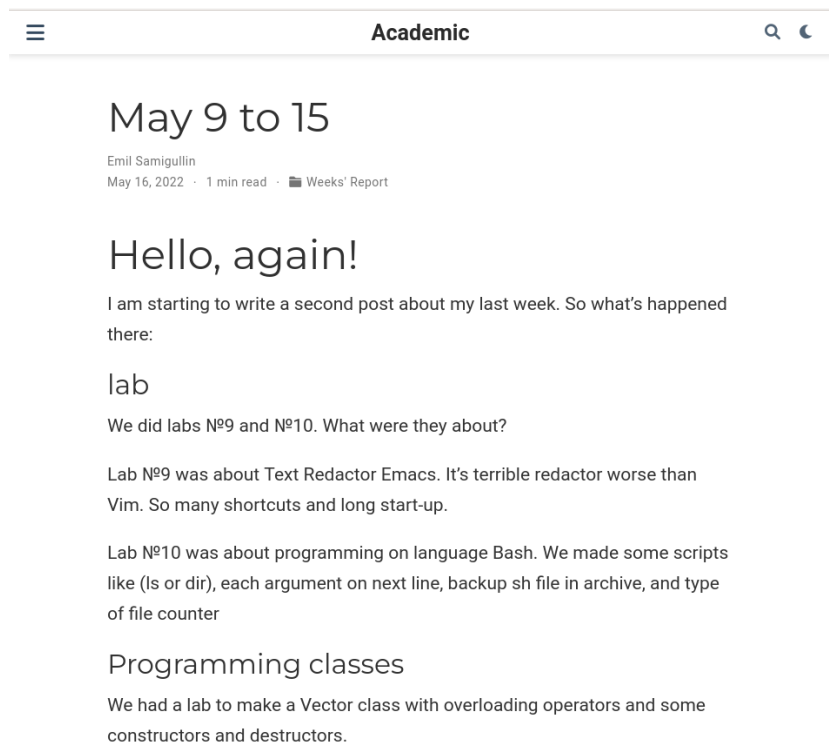 Academic
May 9 to 15
Emil Samigullin
May 16, 2022 · 1 min read · Weeks' Report
Hello, again!
I am starting to write a second post about my last week. So what’s happened
there:
lab
We did labs №9 and №10. What were they about?
Lab №9 was about Text Redactor Emacs. It’s terrible redactor worse than
Vim. So many shortcuts and long start-up.
Lab №10 was about programming on language Bash. We made some scripts
like (ls or dir), each argument on next line, backup sh file in archive, and type
of file counter
Programming classes
We had a lab to make a Vector class with overloading operators and some
constructors and destructors.